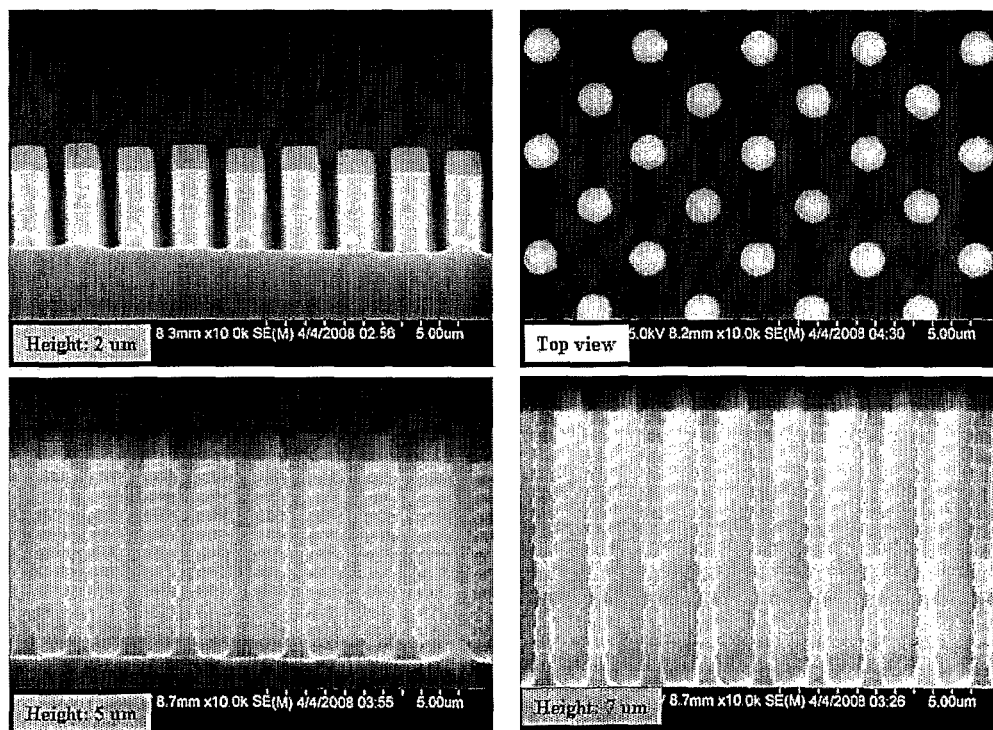 8.3mm x10.0k SE(M) 4/4/2008 02:56 5.00um
Height: 2 um
5.0kV 8.2mm x10.0k SE(M) 4/4/2008 04:30 5.00um
Top view
8.7mm x10.0k SE(M) 4/4/2008 03:55 5.00um
Height: 5 um
8.7mm x10.0k SE(M) 4/4/2008 03:26 5.00um
Height: 7 um